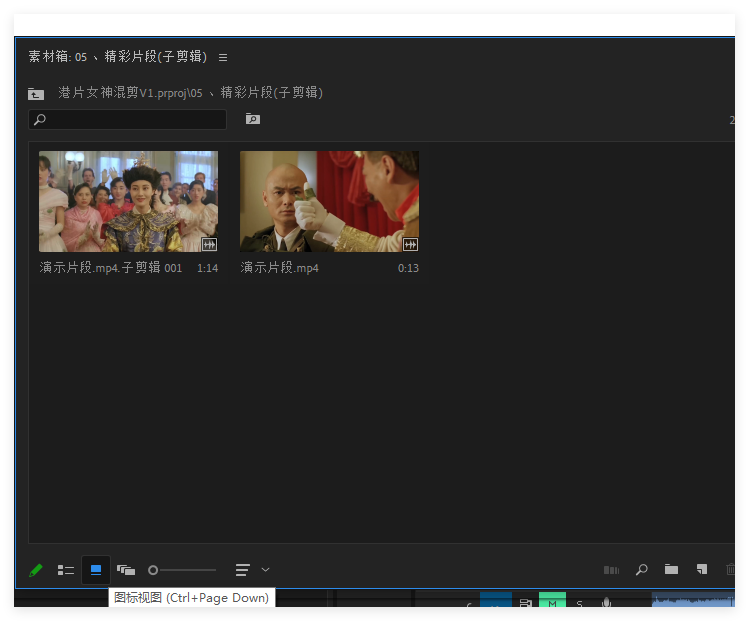 素材箱: 05 、精彩片段(子剪辑)
港片女神混剪V1.prproj\05 、精彩片段(子剪辑)
2
演示片段.mp4.子剪辑 001 1:14
演示片段.mp4 0:13
图标视图 (Ctrl+Page Down)
M S